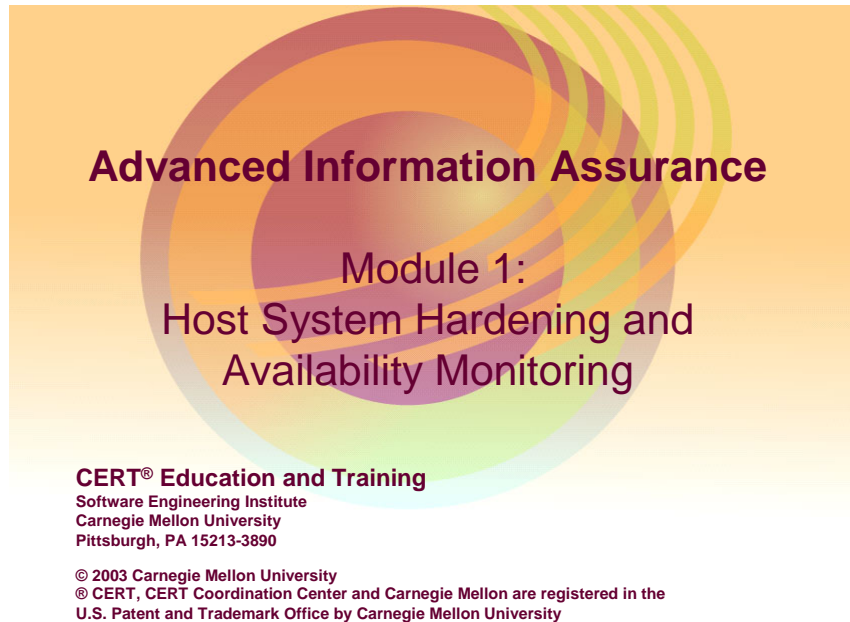 Advanced Information Assurance
Module 1:
Host System Hardening and
Availability Monitoring
CERT® Education and Training
Software Engineering Institute
Carnegie Mellon University
Pittsburgh, PA 15213-3890
© 2003 Carnegie Mellon University
® CERT, CERT Coordination Center and Carnegie Mellon are registered in the
U.S. Patent and Trademark Office by Carnegie Mellon University